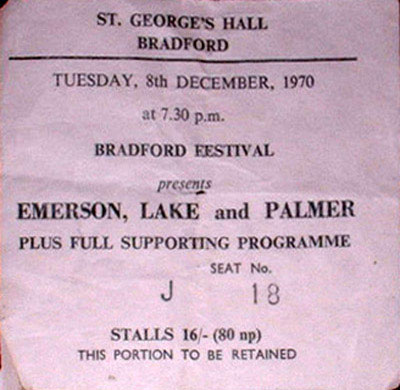 ST. GEORGE'S HALL
BRADFORD
TUESDAY, 8th DECEMBER, 1970
at 7.30 p.m.
BRADFORD FESTIVAL
presents
EMERSON, LAKE and PALMER
PLUS FULL SUPPORTING PROGRAMME
SEAT No.
J 18
STALLS 16/- (80 np)
THIS PORTION TO BE RETAINED